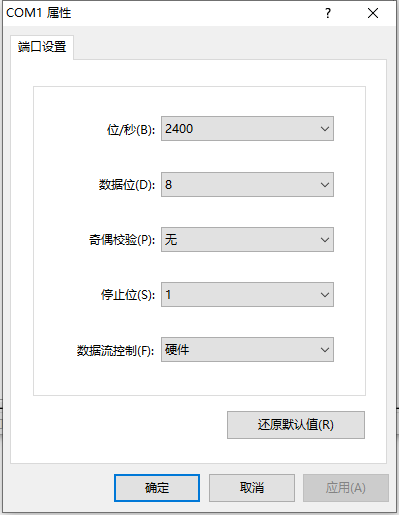 COM1 属性
端口设置
位/秒(B): 2400
数据位(D): 8
奇偶校验(P): 无
停止位(S): 1
数据流控制(F): 硬件
还原默认值(R)
确定 取消 应用(A)